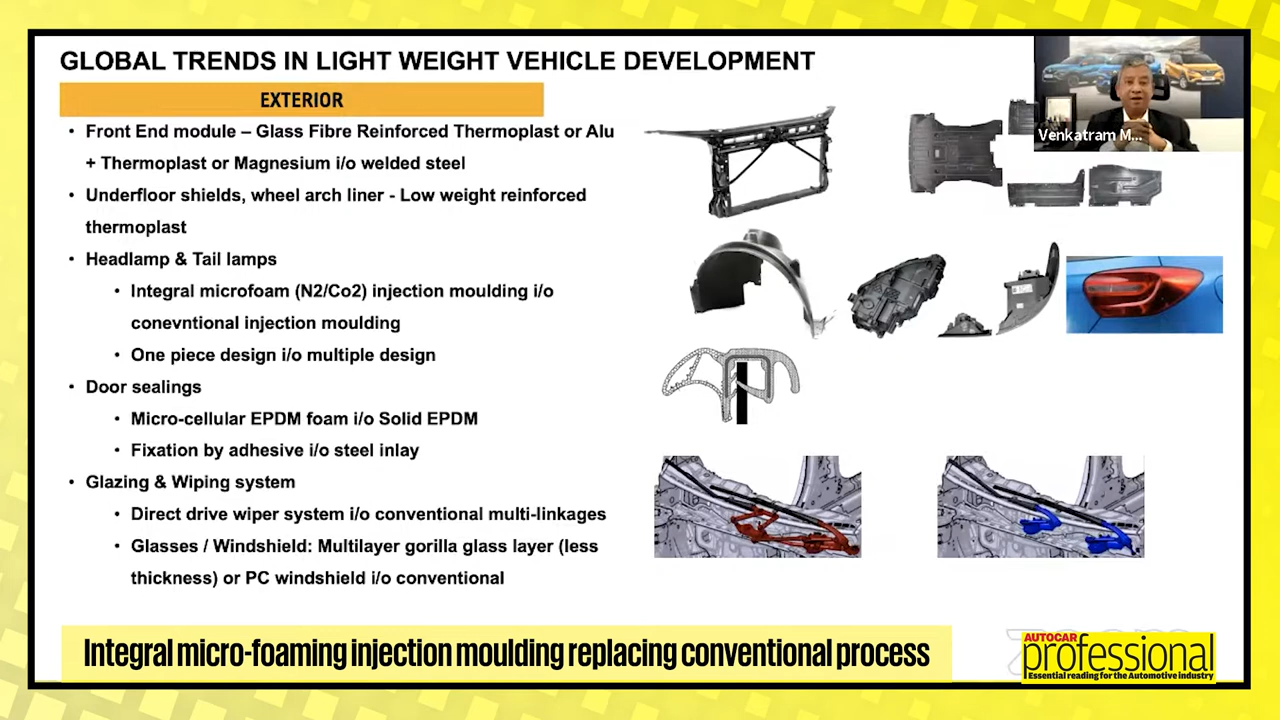 GLOBAL TRENDS IN LIGHT WEIGHT VEHICLE DEVELOPMENT
EXTERIOR
• Front End module – Glass Fibre Reinforced Thermoplast or Alu
+ Thermoplast or Magnesium i/o welded steel
• Underfloor shields, wheel arch liner - Low weight reinforced
thermoplast
• Headlamp & Tail lamps
• Integral microfoam (N2/Co2) injection moulding i/o
conevntional injection moulding
• One piece design i/o multiple design
• Door sealings
• Micro-cellular EPDM foam i/o Solid EPDM
• Fixation by adhesive i/o steel inlay
• Glazing & Wiping system
• Direct drive wiper system i/o conventional multi-linkages
• Glasses / Windshield: Multilayer gorilla glass layer (less
thickness) or PC windshield i/o conventional
Venkatram M...
Integral micro-foaming injection moulding replacing conventional process
AUTOCAR
professional
Essential reading for the Automotive industry